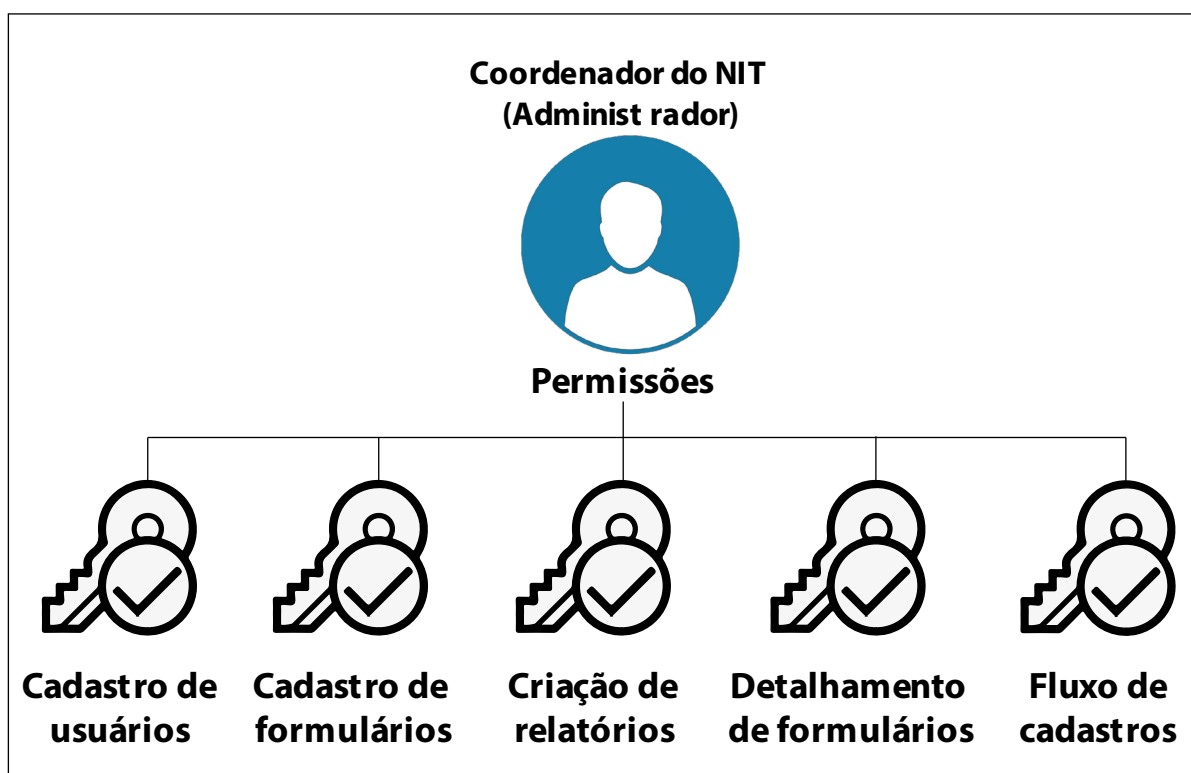 Coordenador do NIT
(Administ rador)
Permissões
Cadastro de
usuários
Cadastro de
formulários
Criação de
relatórios
Detalhamento
de formulários
Fluxo de
cadastros